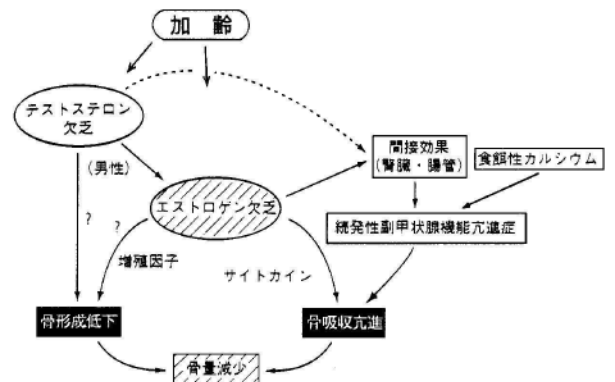 加齢
テストステロン
欠乏
(男性)
間接効果
(腎臓・腸管)
食餌性カルシウム
エストロゲン欠乏
続発性副甲状腺機能亢進症
?
?
増殖因子
サイトカイン
骨形成低下
骨吸収亢進
骨量減少